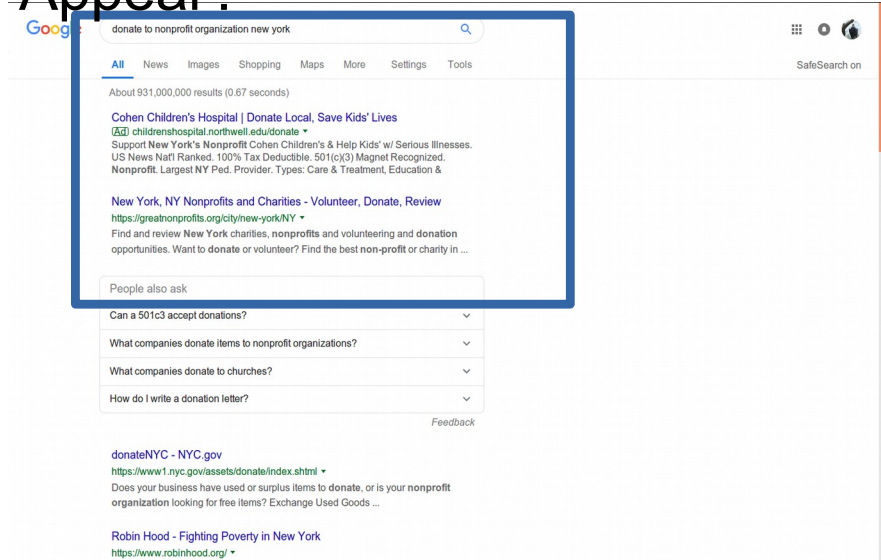 Appear?
Google
donate to nonprofit organization new york
All News Images Shopping Maps More Settings Tools
SafeSearch on
About 931,000,000 results (0.67 seconds)
Cohen Children's Hospital | Donate Local, Save Kids' Lives
Ad childrenshospital.northwell.edu/donate
Support New York's Nonprofit Cohen Children's & Help Kids' w/ Serious Illnesses.
US News Nat'l Ranked. 100% Tax Deductible. 501(c)(3) Magnet Recognized.
Nonprofit. Largest NY Ped. Provider. Types: Care & Treatment, Education &
New York, NY Nonprofits and Charities - Volunteer, Donate, Review
https://greatnonprofits.org/city/new-york/NY
Find and review New York charities, nonprofits and volunteering and donation
opportunities. Want to donate or volunteer? Find the best non-profit or charity in ...
People also ask
Can a 501c3 accept donations?
What companies donate items to nonprofit organizations?
What companies donate to churches?
How do I write a donation letter?
Feedback
donateNYC - NYC.gov
https://www1.nyc.gov/assets/donate/index.shtml
Does your business have used or surplus items to donate, or is your nonprofit
organization looking for free items? Exchange Used Goods ...
Robin Hood - Fighting Poverty in New York
https://www.robinhood.org/